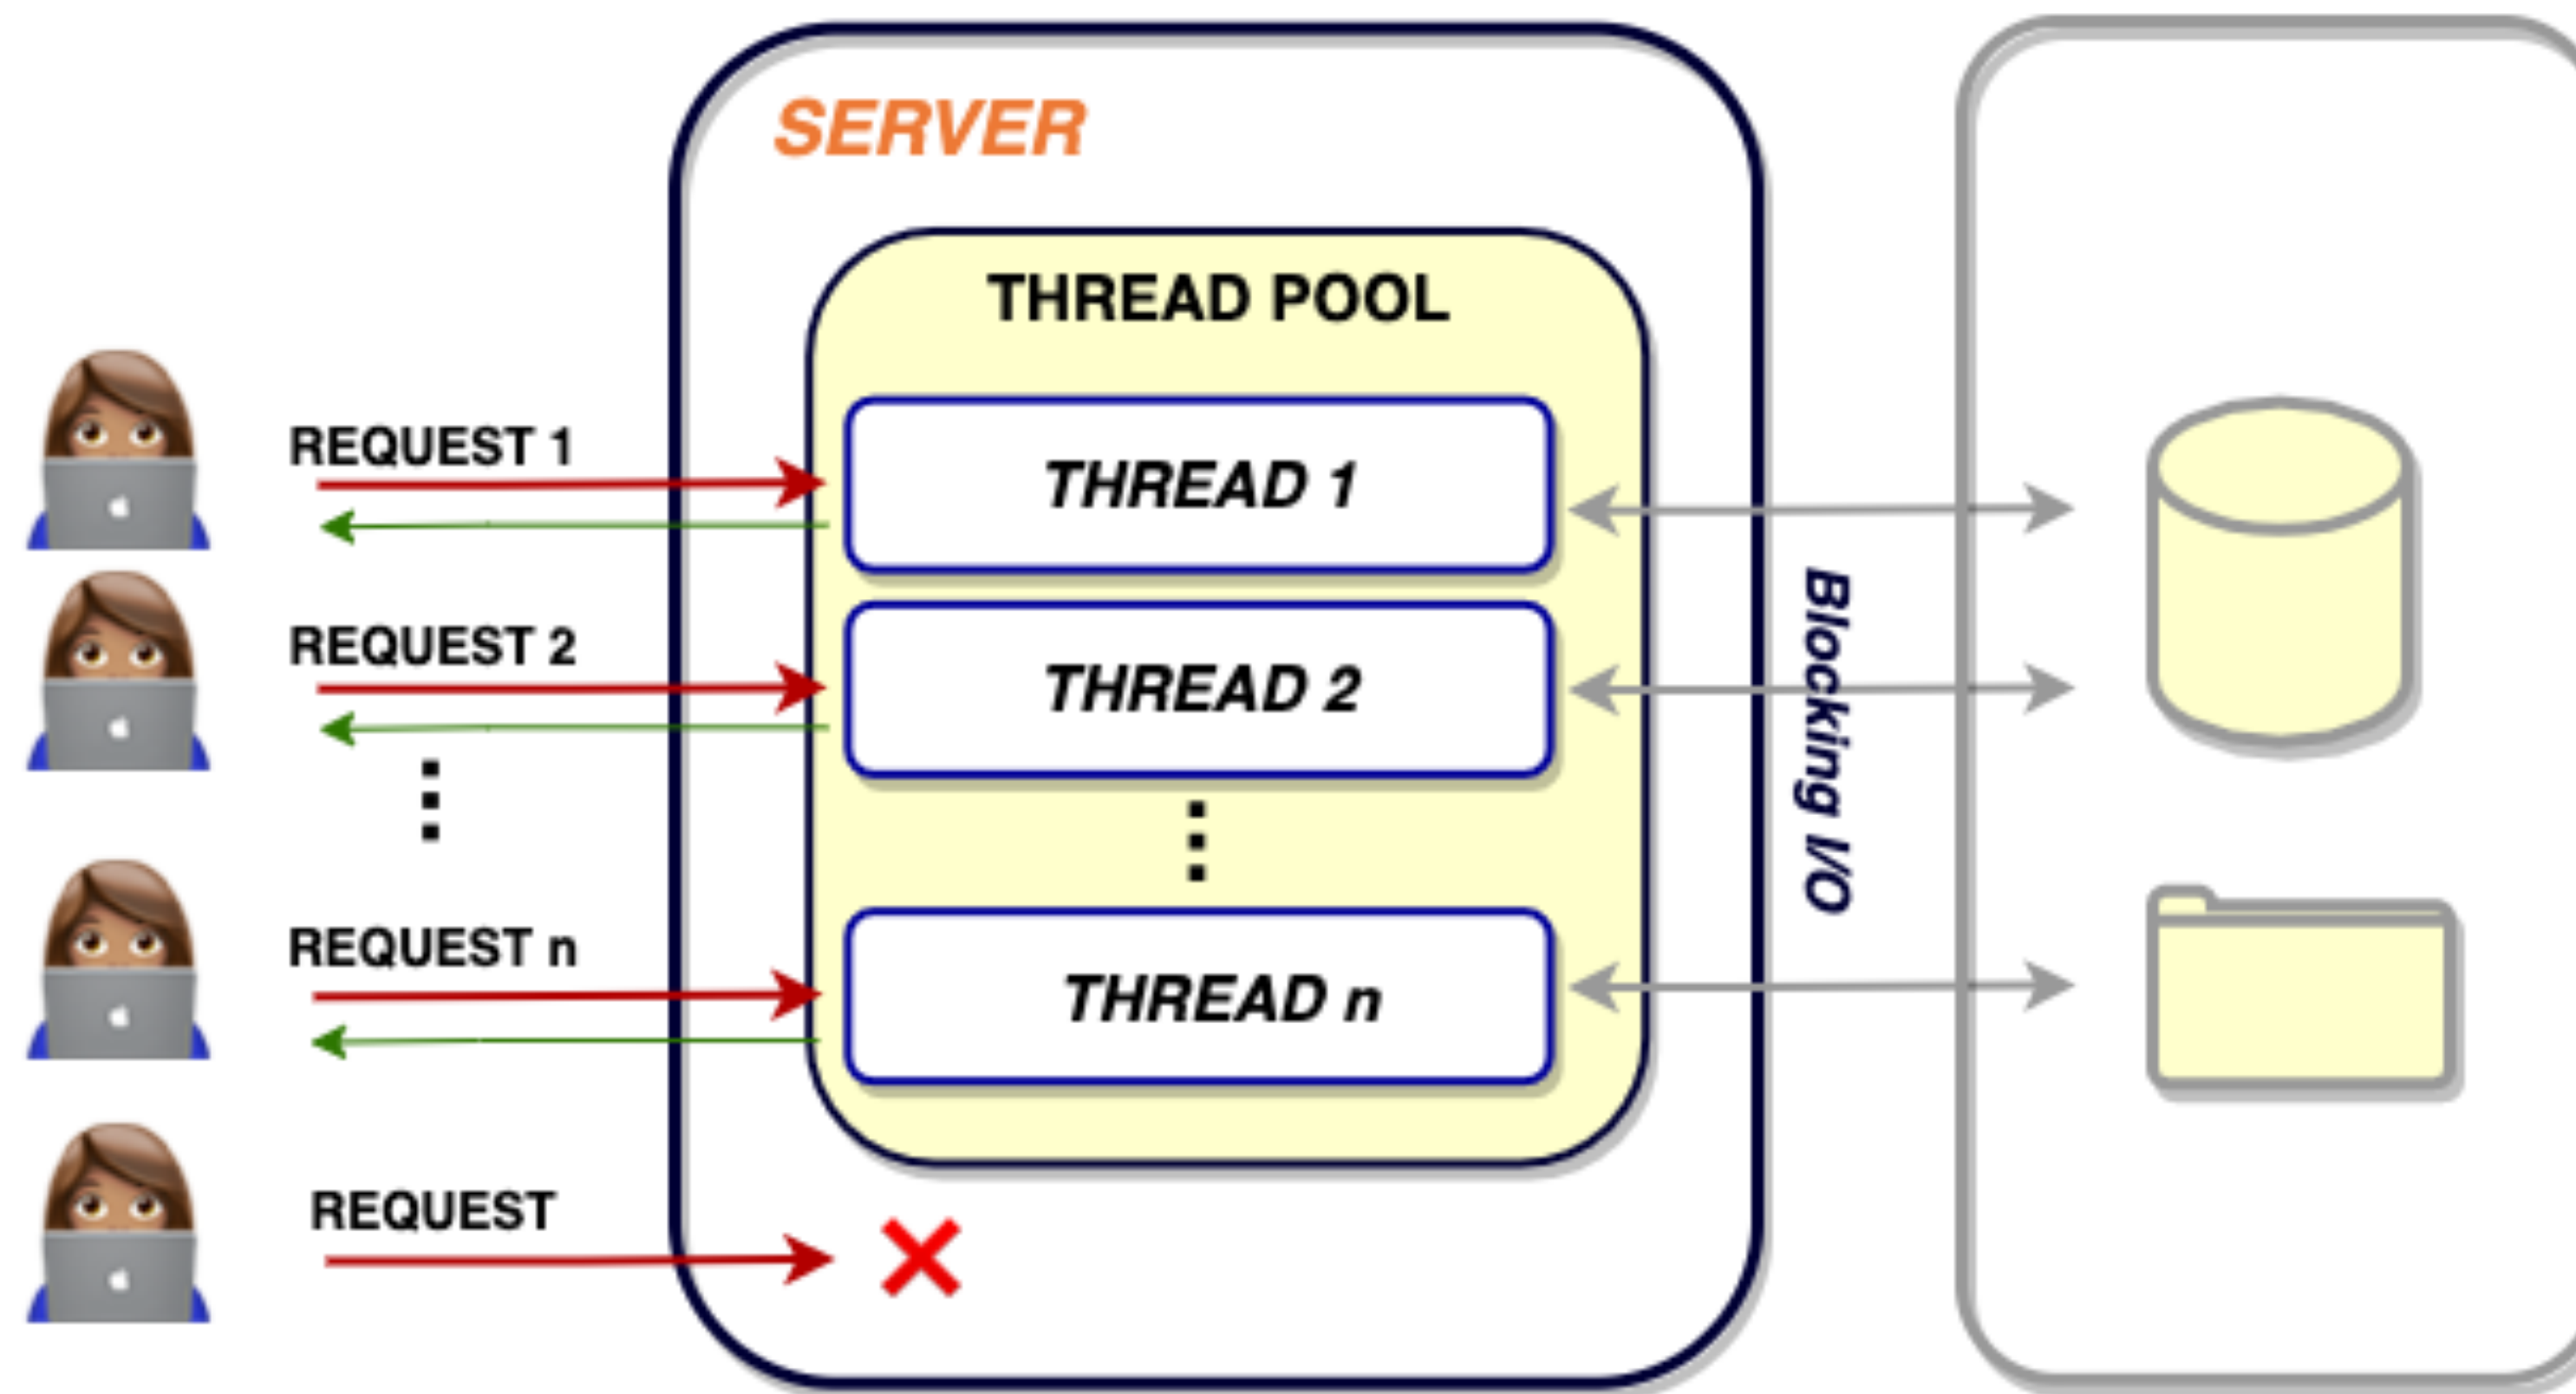 SERVER
THREAD POOL
REQUEST 1
THREAD 1
REQUEST 2
THREAD 2
Blocking I/O
REQUEST n
THREAD n
REQUEST